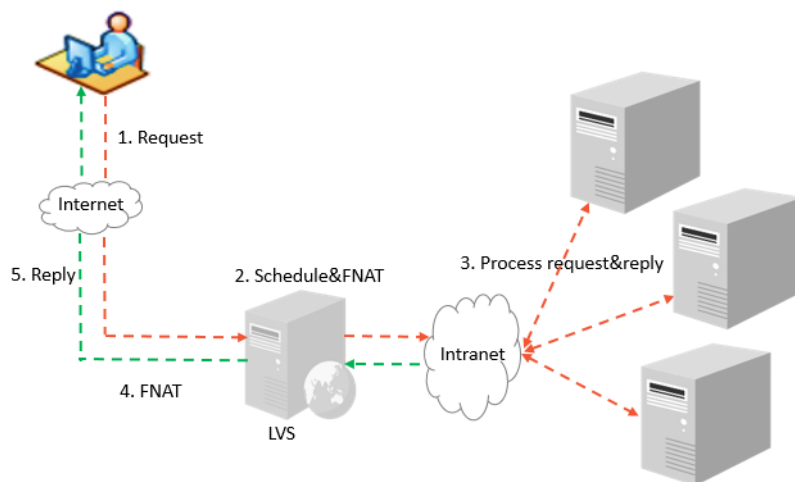 1. Request
Internet
5. Reply
2. Schedule&FNAT
3. Process request&reply
Intranet
4. FNAT
LVS